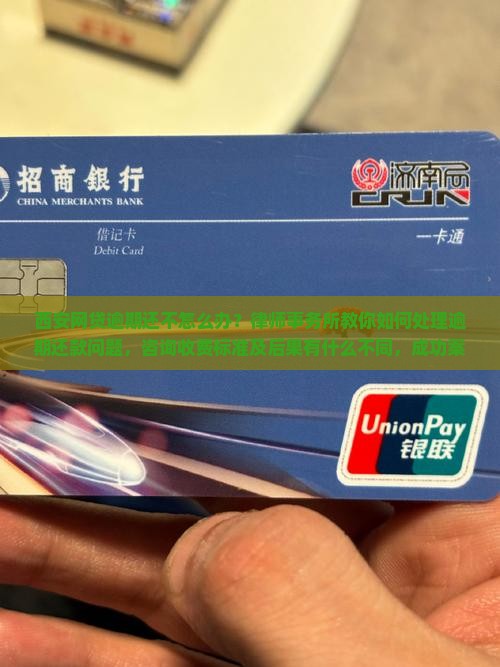 招商銀行
CHINA MERCHANTS BANK
济南局
CRJN
借记卡
Debit Card
一卡通
西安网贷逾期还不怎么办？律师事务所教你如何处理逾
期还款问题，咨询收费标准及后果有什么不同，成功案
UnionPay
银联